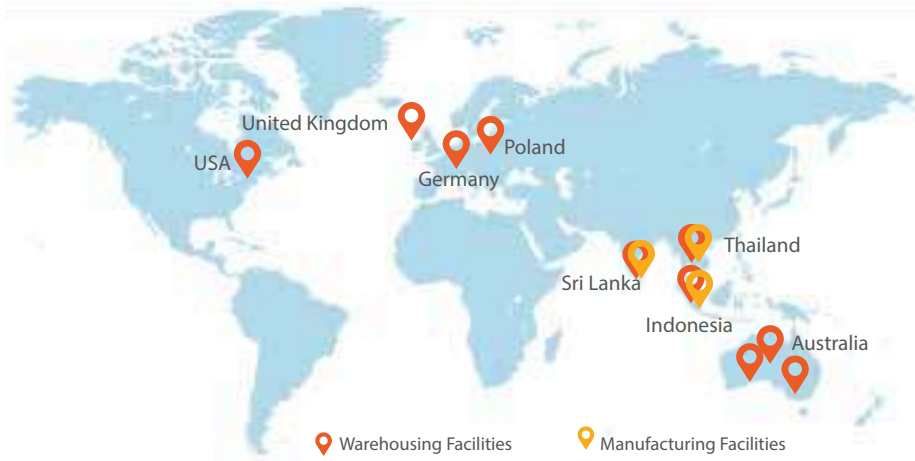 United Kingdom
USA
Poland
Germany
Thailand
Sri Lanka
Indonesia
Australia
Warehousing Facilities
Manufacturing Facilities